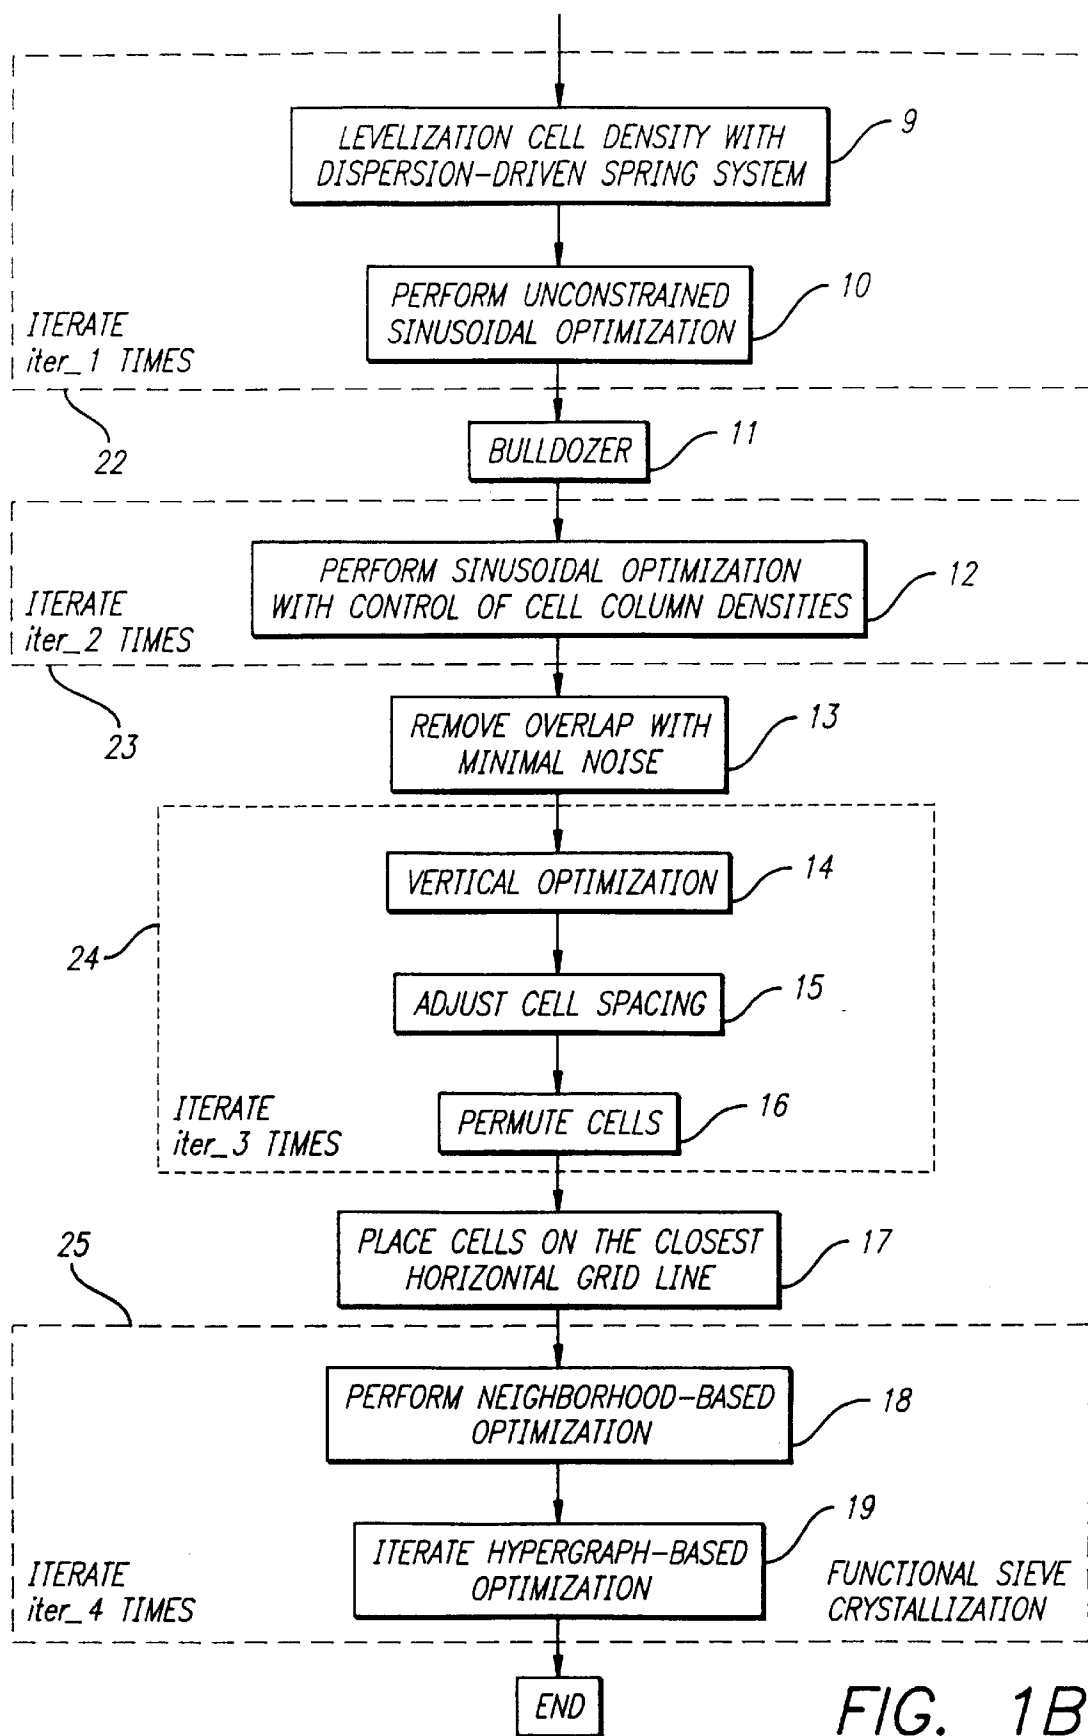 LEVELIZATION CELL DENSITY WITH
DISPERSION-DRIVEN SPRING SYSTEM
9
PERFORM UNCONSTRAINED
SINUSOIDAL OPTIMIZATION
10
ITERATE
iter_1 TIMES
22
BULLDOZER
11
PERFORM SINUSOIDAL OPTIMIZATION
WITH CONTROL OF CELL COLUMN DENSITIES
12
ITERATE
iter_2 TIMES
23
REMOVE OVERLAP WITH
MINIMAL NOISE
13
VERTICAL OPTIMIZATION
14
24
ADJUST CELL SPACING
15
PERMUTE CELLS
16
ITERATE
iter_3 TIMES
PLACE CELLS ON THE CLOSEST
HORIZONTAL GRID LINE
17
25
PERFORM NEIGHBORHOOD-BASED
OPTIMIZATION
18
ITERATE HYPERGRAPH-BASED
OPTIMIZATION
19
ITERATE
iter_4 TIMES
FUNCTIONAL SIEVE
CRYSTALLIZATION
END
FIG. 1B